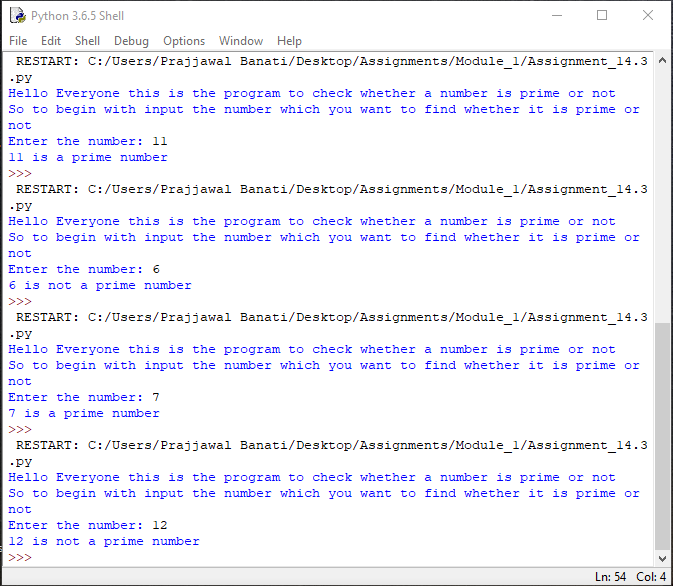 Python 3.6.5 Shell
File Edit Shell Debug Options Window Help
RESTART: C:/Users/Prajjawal Banati/Desktop/Assignments/Module_1/Assignment_14.3
.py
Hello Everyone this is the program to check whether a number is prime or not
So to begin with input the number which you want to find whether it is prime or
not
Enter the number: 11
11 is a prime number
>>>
RESTART: C:/Users/Prajjawal Banati/Desktop/Assignments/Module_1/Assignment_14.3
.py
Hello Everyone this is the program to check whether a number is prime or not
So to begin with input the number which you want to find whether it is prime or
not
Enter the number: 6
6 is not a prime number
>>>
RESTART: C:/Users/Prajjawal Banati/Desktop/Assignments/Module_1/Assignment_14.3
.py
Hello Everyone this is the program to check whether a number is prime or not
So to begin with input the number which you want to find whether it is prime or
not
Enter the number: 7
7 is a prime number
>>>
RESTART: C:/Users/Prajjawal Banati/Desktop/Assignments/Module_1/Assignment_14.3
.py
Hello Everyone this is the program to check whether a number is prime or not
So to begin with input the number which you want to find whether it is prime or
not
Enter the number: 12
12 is not a prime number
>>>
Ln: 54 Col: 4